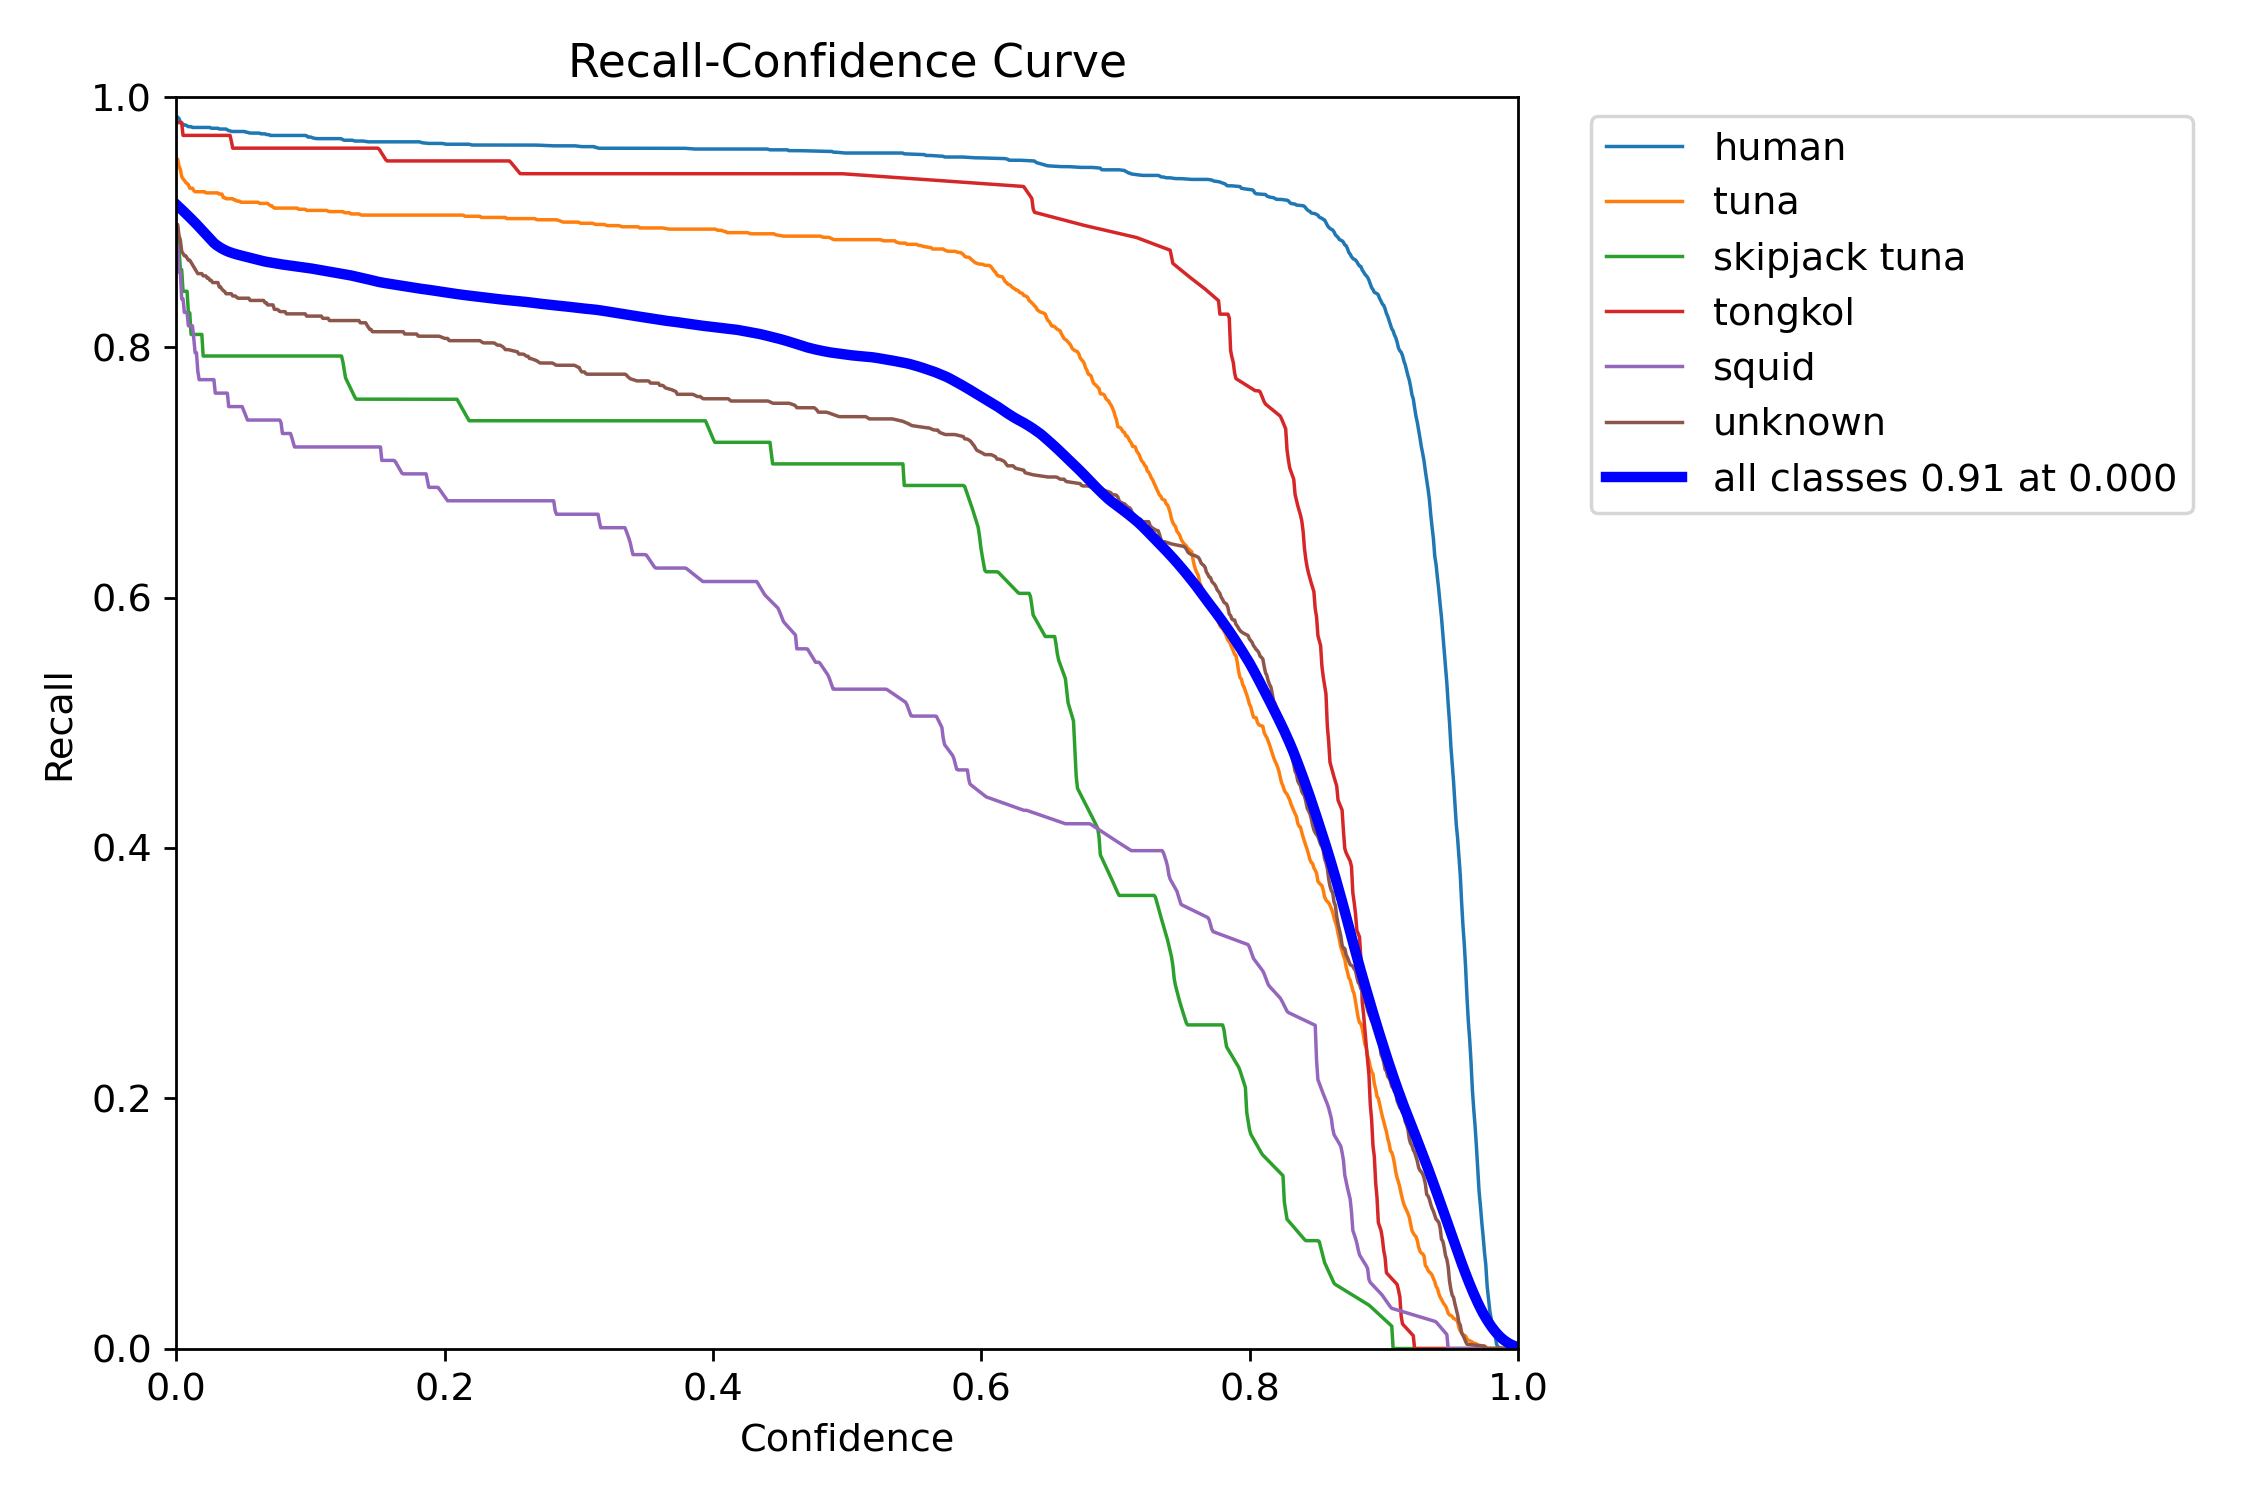 Recall-Confidence Curve
1.0
0.8
0.6
0.4
0.2
0.0
Recall
0.0 0.2 0.4 0.6 0.8 1.0
Confidence
human
tuna
skipjack tuna
tongkol
squid
unknown
all classes 0.91 at 0.000